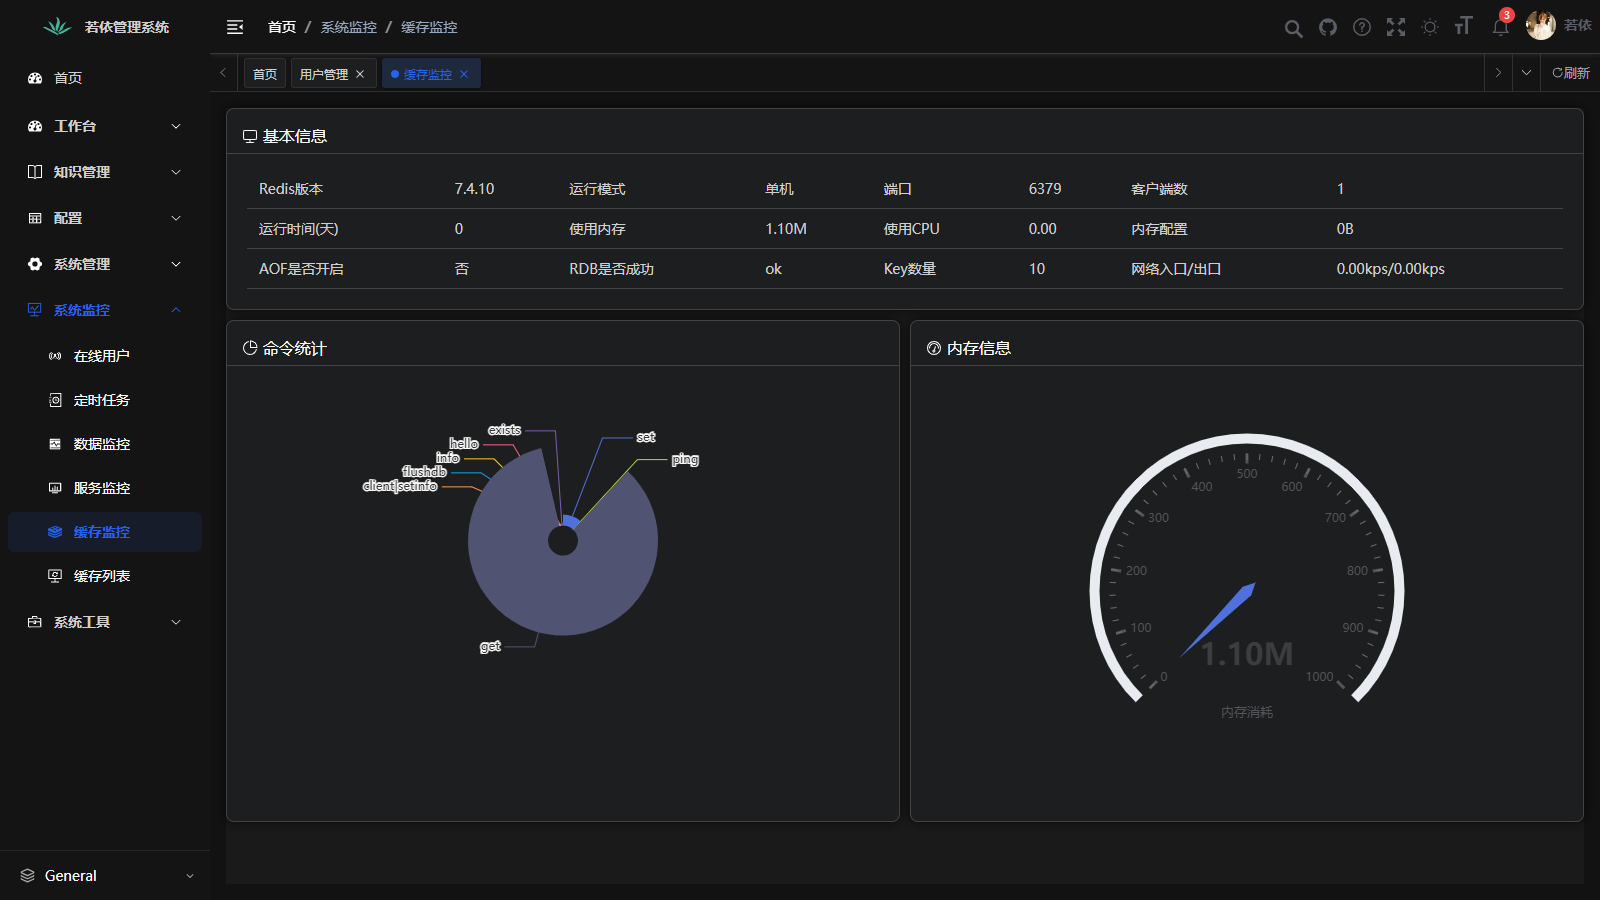 若依管理系统
首页 / 系统监控 / 缓存监控
3
若依
首页
用户管理
缓存监控
刷新
首页
工作台
知识管理
配置
系统管理
系统监控
在线用户
定时任务
数据监控
服务监控
缓存监控
缓存列表
系统工具
General
基本信息
Redis版本 7.4.10 运行模式 单机 端口 6379 客户端数 1
运行时间(天) 0 使用内存 1.10M 使用CPU 0.00 内存配置 0B
AOF是否开启 否 RDB是否成功 ok Key数量 10 网络入口/出口 0.00kps/0.00kps
命令统计
exists
set
hello
ping
info
flushdb
client|setinfo
get
内存信息
500
400
600
300
700
200
800
100
900
1.10M
0
1000
内存消耗